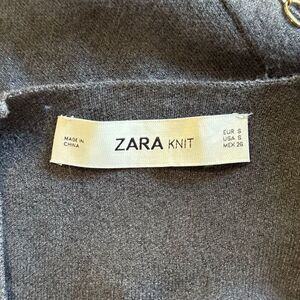 MADE IN
CHINA
ZARA KNIT
EUR S
USA S
MEX 26